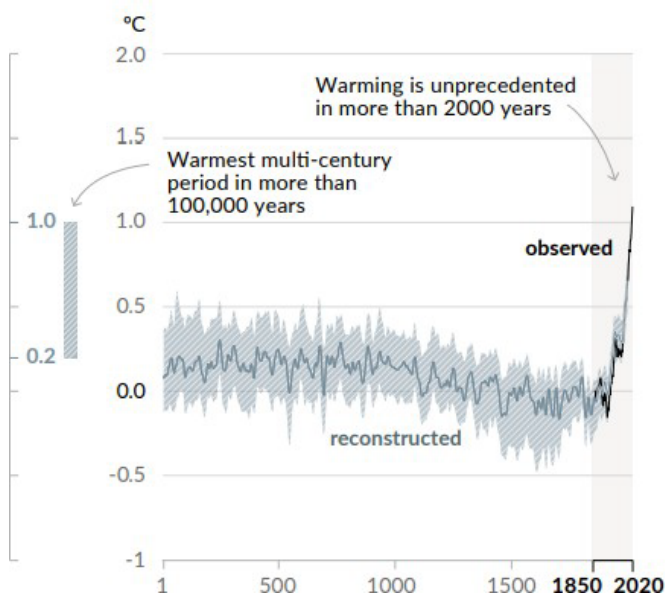 ºC
2.0
Warming is unprecedented
in more than 2000 years
1.5
Warmest multi-century
period in more than
100,000 years
1.0
1.0
observed
0.5
0.2
0.0
reconstructed
-0.5
-1
1
500
1000
1500
1850
2020